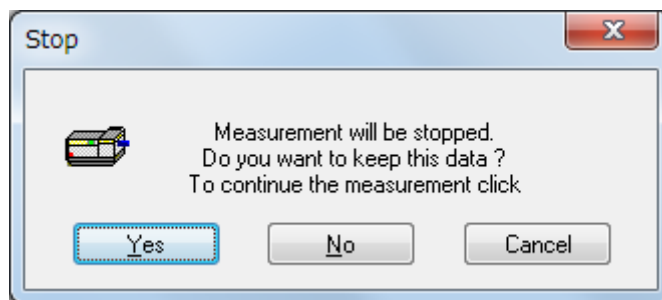 Stop
Measurement will be stopped.
Do you want to keep this data ?
To continue the measurement click
Yes
No
Cancel